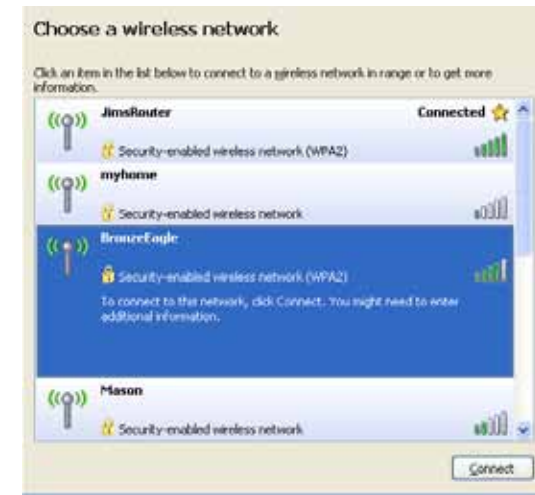 Choose a wireless network
Click an item in the list below to connect to a wireless network in range or to get more
information.
JimsRouter Connected
Security-enabled wireless network (WPA2)
myhome
Security-enabled wireless network
BronzeEagle
Security-enabled wireless network (WPA2)
To connect to this network, click Connect. You might need to enter
additional information.
Mason
Security-enabled wireless network
Connect